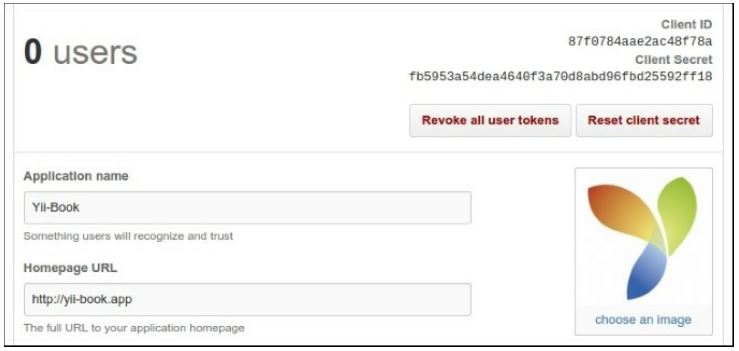 0 users
Client ID
87f0784aae2ac48f78a
Client Secret
fb5953a54dea4640f3a70d8abd96fbd25592ff18
Revoke all user tokens
Reset client secret
Application name
Yii-Book
Something users will recognize and trust
Homepage URL
http://yii-book.app
The full URL to your application homepage
choose an image